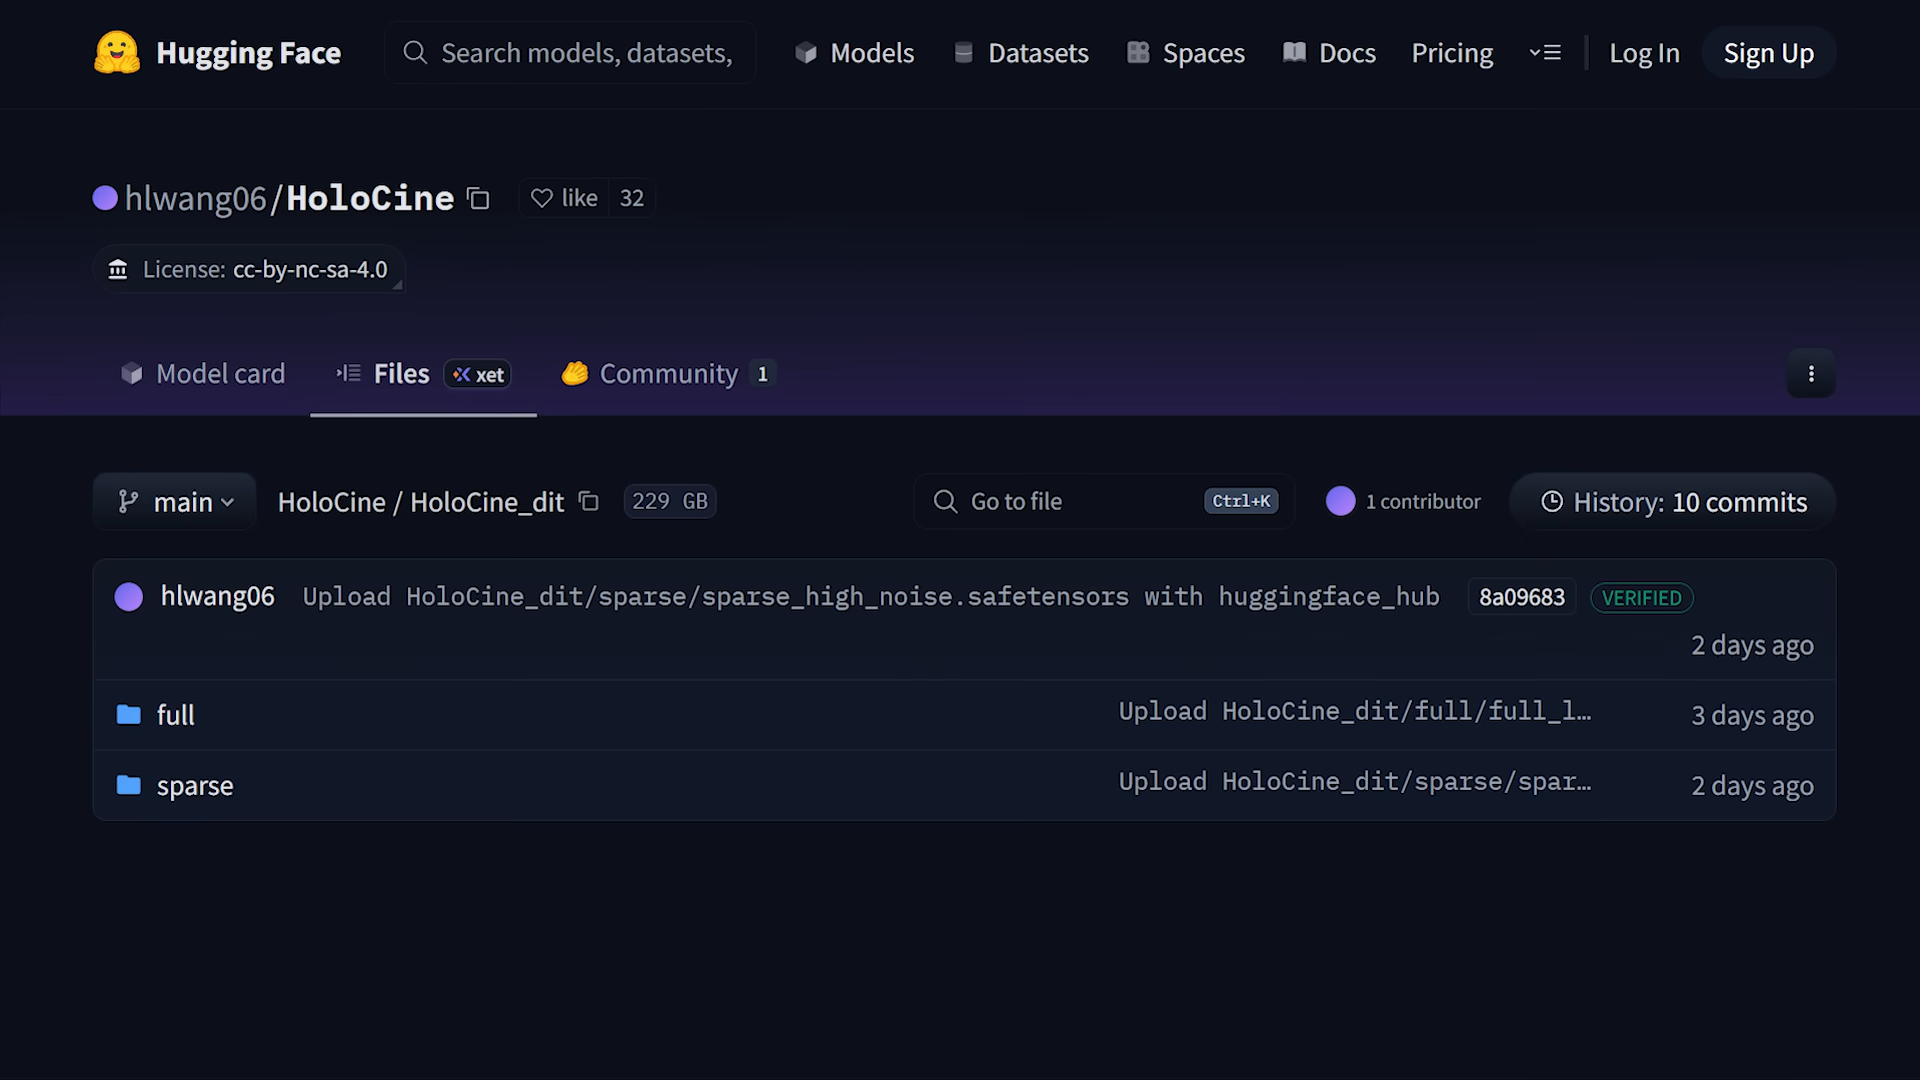 Hugging Face Search models, datasets, Models Datasets Spaces Docs Pricing Log In Sign Up
hlwang06/HoloCine like 32
License: cc-by-nc-sa-4.0
Model card Files xet Community 1
main HoloCine / HoloCine_dit 229 GB Go to file Ctrl+K 1 contributor History: 10 commits
hlwang06 Upload HoloCine_dit/sparse/sparse_high_noise.safetensors with huggingface_hub 8a09683 VERIFIED
2 days ago
full Upload HoloCine_dit/full/full_l… 3 days ago
sparse Upload HoloCine_dit/sparse/spar… 2 days ago